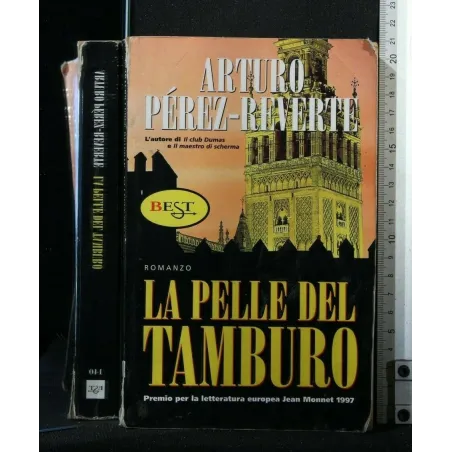 ARTURO PÉREZ-REVERTE LA PELLE DEL TAMBURO
ARTURO
PÉREZ-REVERTE
L'autore di Il club Dumas
e Il maestro di scherma
BEST
ROMANZO
LA PELLE DEL
TAMBURO
Premio per la letteratura europea Jean Monnet 1997